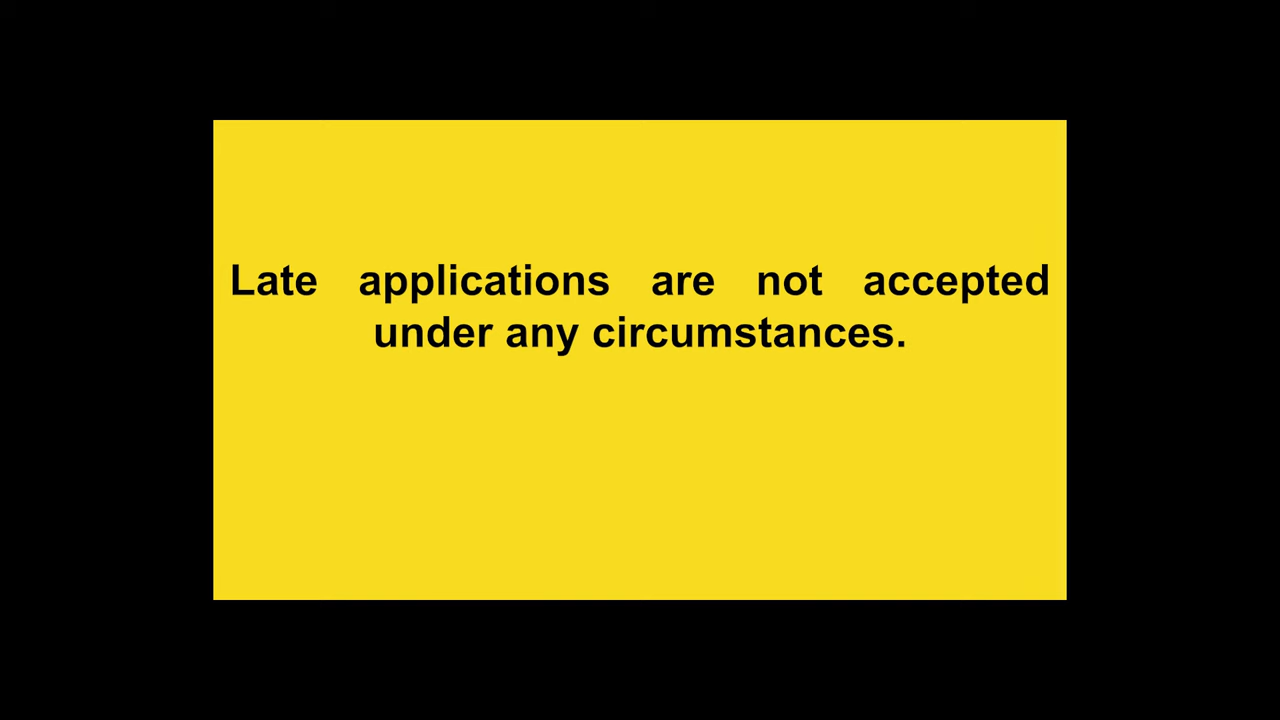 Late applications are not accepted
under any circumstances.